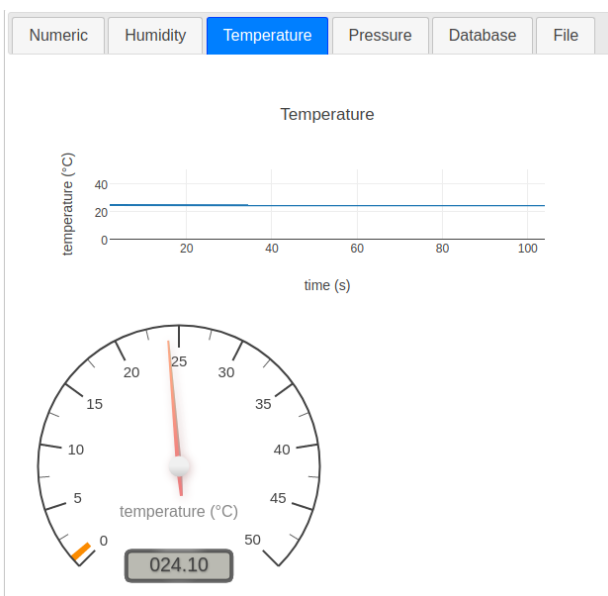 Numeric Humidity Temperature Pressure Database File
Temperature
temperature (°C)
40
20
0
20 40 60 80 100
time (s)
25
20 30
15 35
10 40
5 45
temperature (°C)
0 50
024.10